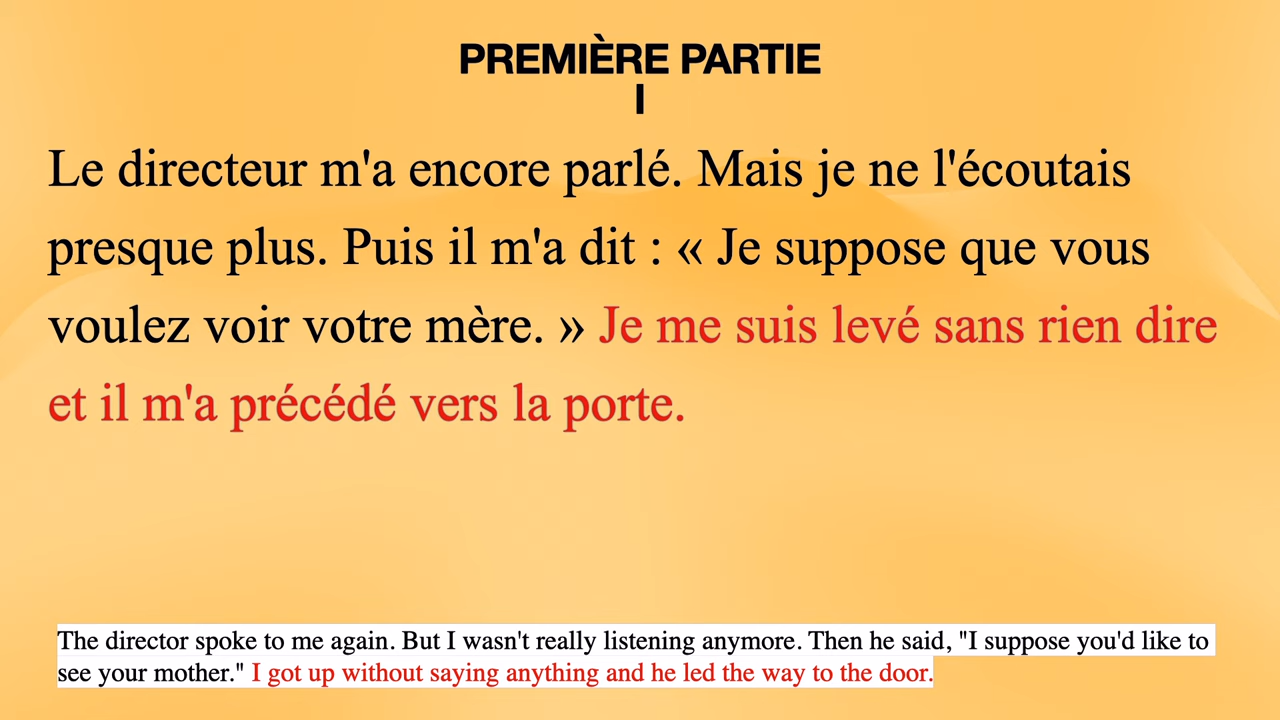 PREMIÈRE PARTIE
I
Le directeur m'a encore parlé. Mais je ne l'écoutais
presque plus. Puis il m'a dit : « Je suppose que vous
voulez voir votre mère. » Je me suis levé sans rien dire
et il m'a précédé vers la porte.
The director spoke to me again. But I wasn't really listening anymore. Then he said, "I suppose you'd like to
see your mother." I got up without saying anything and he led the way to the door.